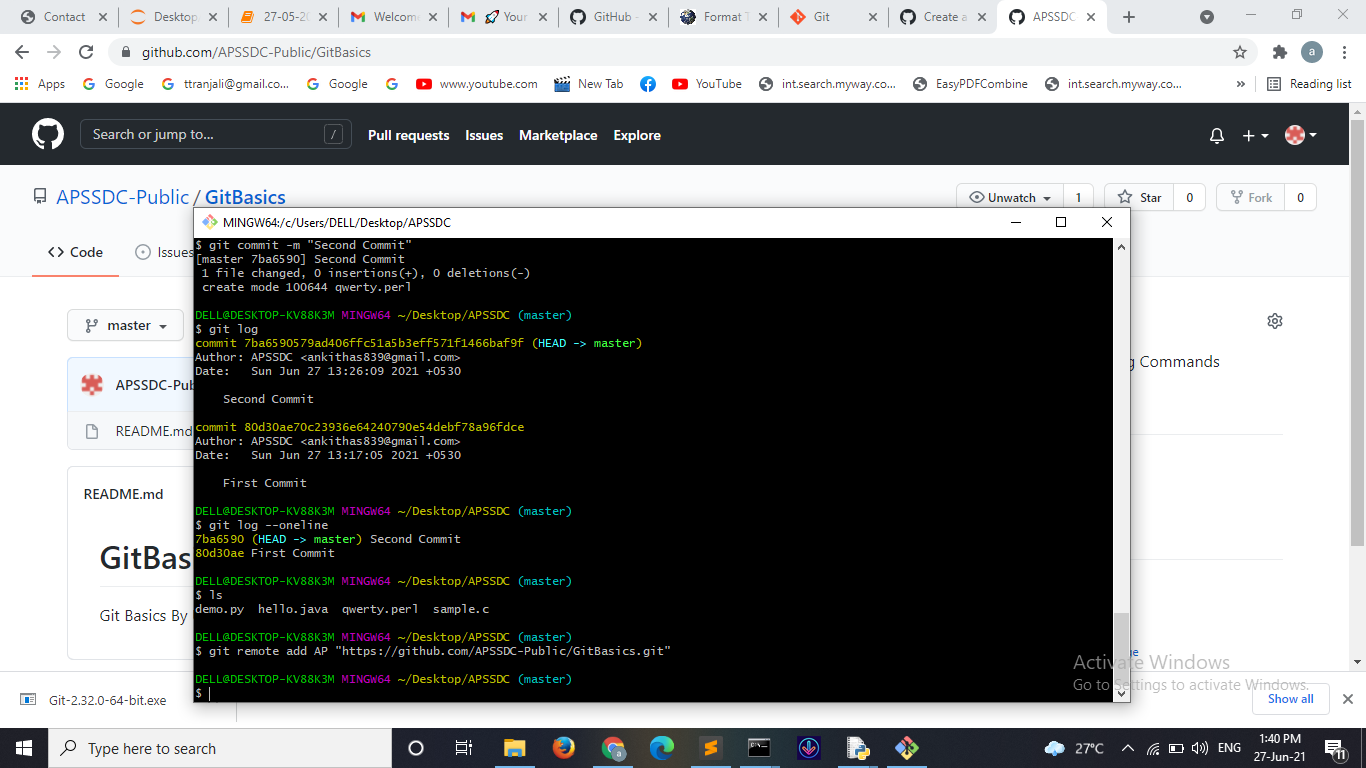 Contact
Desktop
27-05-2
Welcome
Your
GitHub
Format T
Git
Create a
APSSDC
github.com/APSSDC-Public/GitBasics
a
Apps
Google
ttranjali@gmail.co...
Google
www.youtube.com
New Tab
YouTube
int.search.myway.co...
EasyPDFCombine
int.search.myway.co...
»
Reading list
Search or jump to...
/
Pull requests
Issues
Marketplace
Explore
APSSDC-Public / GitBasics
Unwatch
1
Star
0
Fork
0
Code
Issues
master
APSSDC-Pub
README.md
README.md
GitBas
Git Basics By
g Commands
MINGW64:/c/Users/DELL/Desktop/APSSDC
$ git commit -m "Second Commit"
[master 7ba6590] Second Commit
1 file changed, 0 insertions(+), 0 deletions(-)
create mode 100644 qwerty.perl
DELL@DESKTOP-KV88K3M MINGW64 ~/Desktop/APSSDC (master)
$ git log
commit 7ba6590579ad406ffc51a5b3eff571f1466baf9f (HEAD -> master)
Author: APSSDC <ankithas839@gmail.com>
Date:   Sun Jun 27 13:26:09 2021 +0530
Second Commit
commit 80d30ae70c23936e64240790e54debf78a96fdce
Author: APSSDC <ankithas839@gmail.com>
Date:   Sun Jun 27 13:17:05 2021 +0530
First Commit
DELL@DESKTOP-KV88K3M MINGW64 ~/Desktop/APSSDC (master)
$ git log --oneline
7ba6590 (HEAD -> master) Second Commit
80d30ae First Commit
DELL@DESKTOP-KV88K3M MINGW64 ~/Desktop/APSSDC (master)
$ ls
demo.py  hello.java  qwerty.perl  sample.c
DELL@DESKTOP-KV88K3M MINGW64 ~/Desktop/APSSDC (master)
$ git remote add AP "https://github.com/APSSDC-Public/GitBasics.git"
DELL@DESKTOP-KV88K3M MINGW64 ~/Desktop/APSSDC (master)
$
Activate Windows
Go to Settings to activate Windows.
Git-2.32.0-64-bit.exe
Show all
Type here to search
27°C
ENG
1:40 PM
27-Jun-21
11